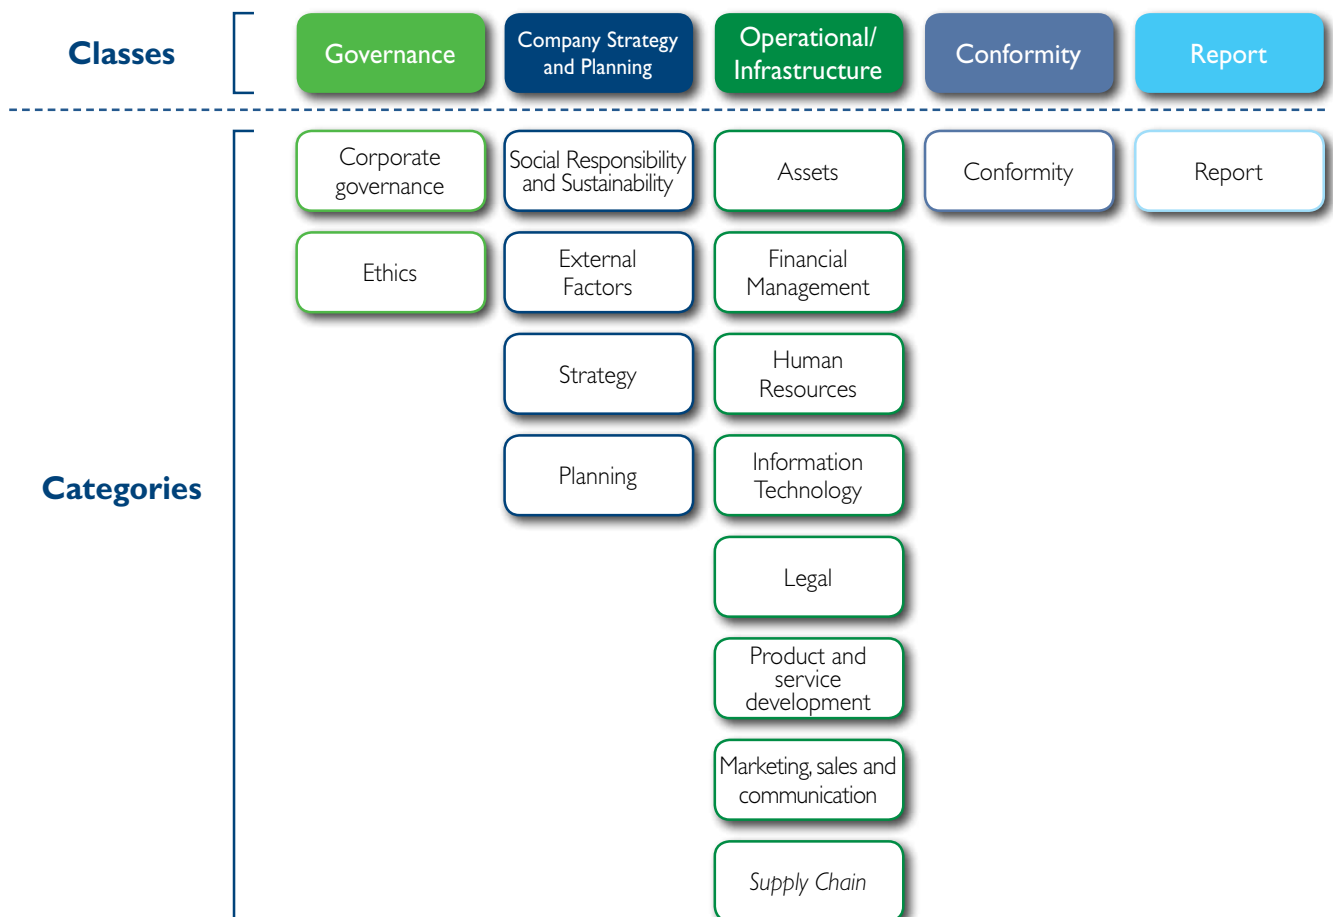 Classes
Governance
Company Strategy
and Planning
Operational/
Infrastructure
Conformity
Report
Categories
Corporate
governance
Ethics
Social Responsibility
and Sustainability
External
Factors
Strategy
Planning
Assets
Financial
Management
Human
Resources
Information
Technology
Legal
Product and
service
development
Marketing, sales and
communication
Supply Chain
Conformity
Report